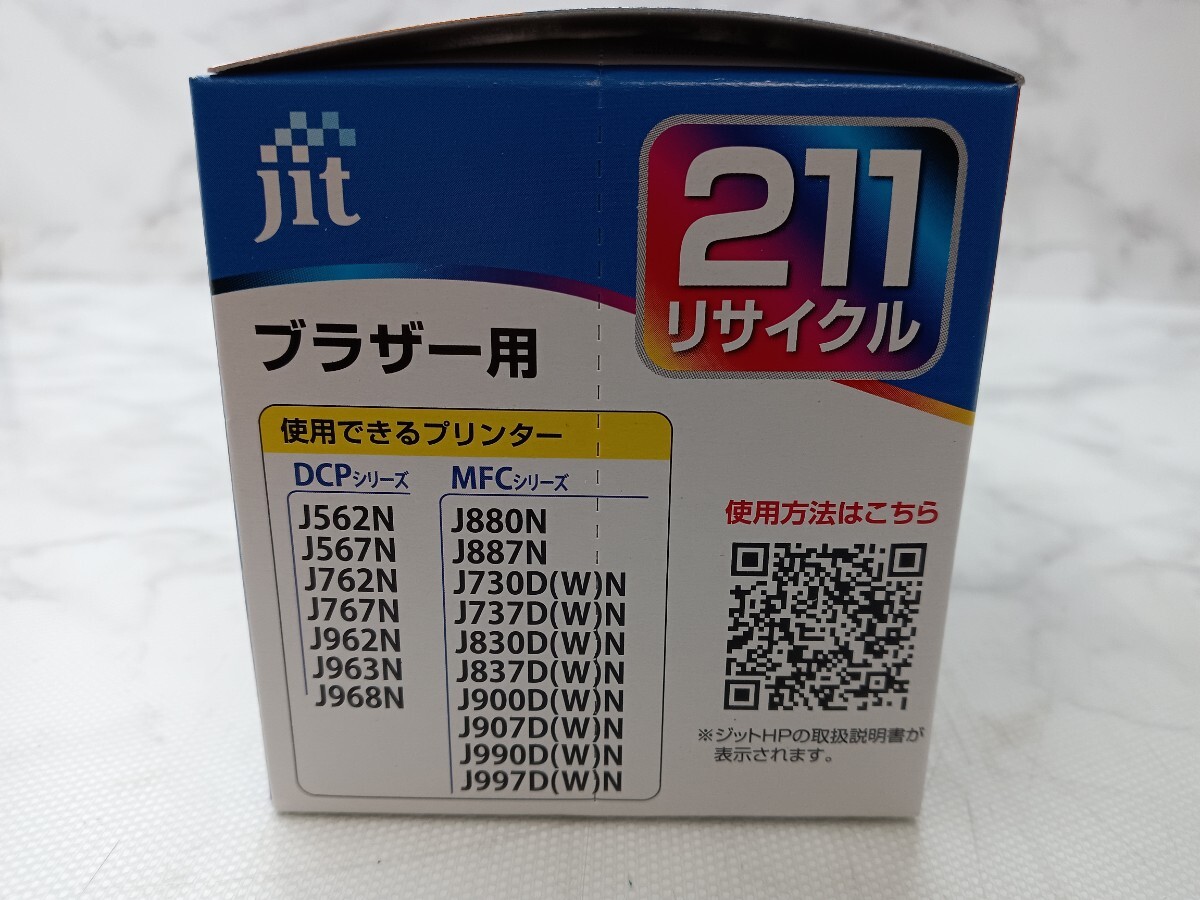 jit
211
リサイクル
ブラザー用
使用できるプリンター
DCPシリーズ
J562N
J567N
J762N
J767N
J962N
J963N
J968N
MFCシリーズ
J880N
J887N
J730D(W)N
J737D(W)N
J830D(W)N
J837D(W)N
J900D(W)N
J907D(W)N
J990D(W)N
J997D(W)N
使用方法はこちら
※ジットHPの取扱説明書が
表示されます。